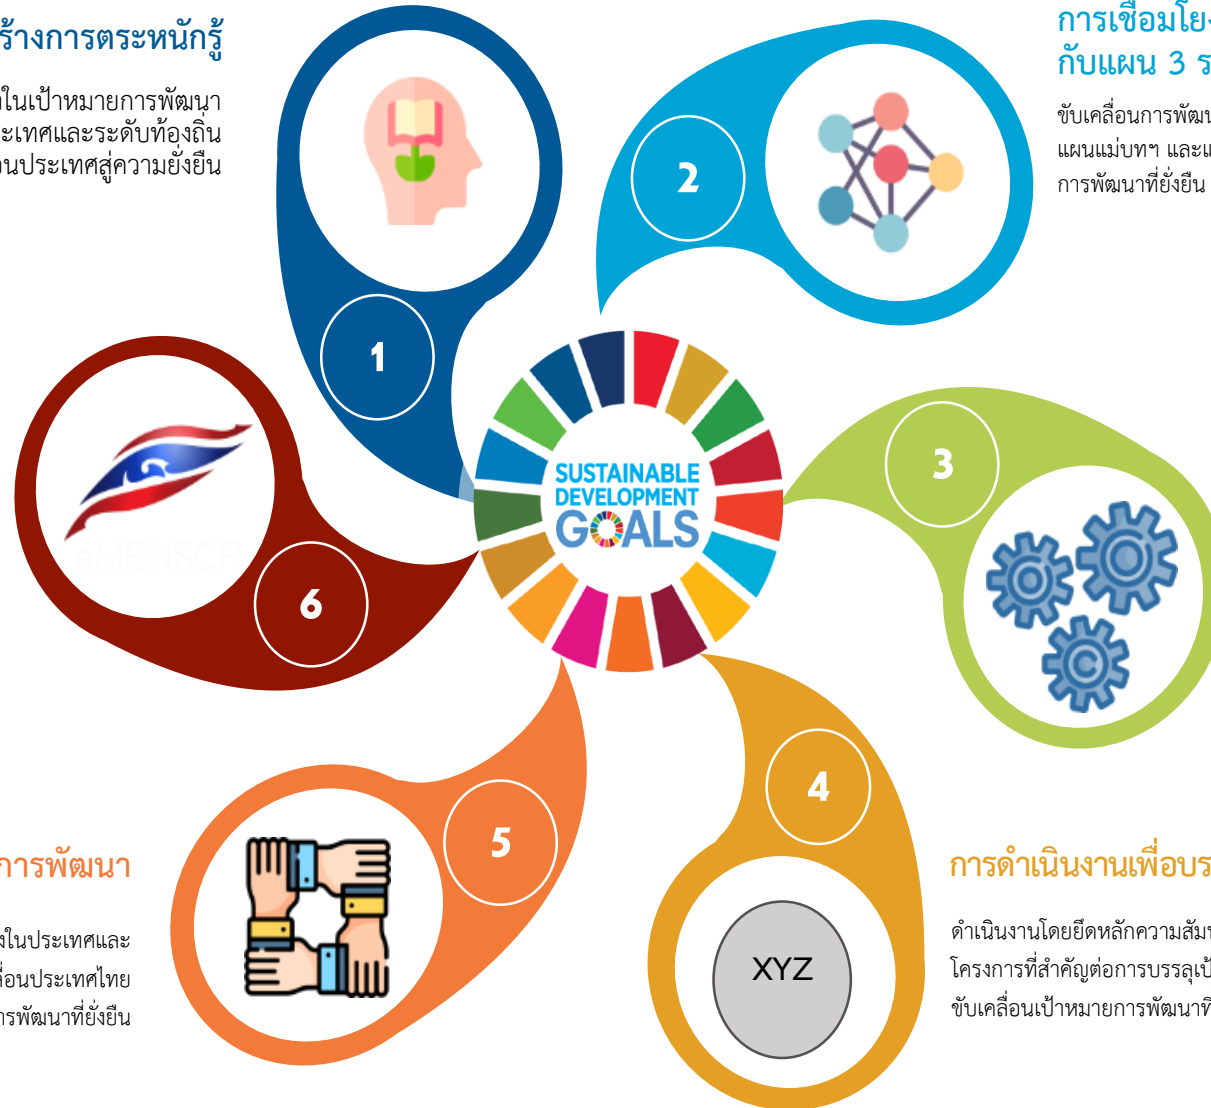 ร้างการตระหนักรู้
ในเป้าหมายการพัฒนา
ระเทศและระดับท้องถิ่น
อนประเทศสู่ความยั่งยืน
1
การเชื่อมโยง
กับแผน 3 ร
ขับเคลื่อนการพัฒน
แผนแม่บทฯ และแ
การพัฒนาที่ยั่งยืน
2
3
SUSTAINABLE
DEVELOPMENT
GOALS
eMENSCR
6
4
XYZ
การดำเนินงานเพื่อบร
ดำเนินงานโดยยึดหลักความสัมพ
โครงการที่สำคัญต่อการบรรลุเป้
ขับเคลื่อนเป้าหมายการพัฒนาที
5
การพัฒนา
งในประเทศและ
ลื่อนประเทศไทย
ารพัฒนาที่ยั่งยืน